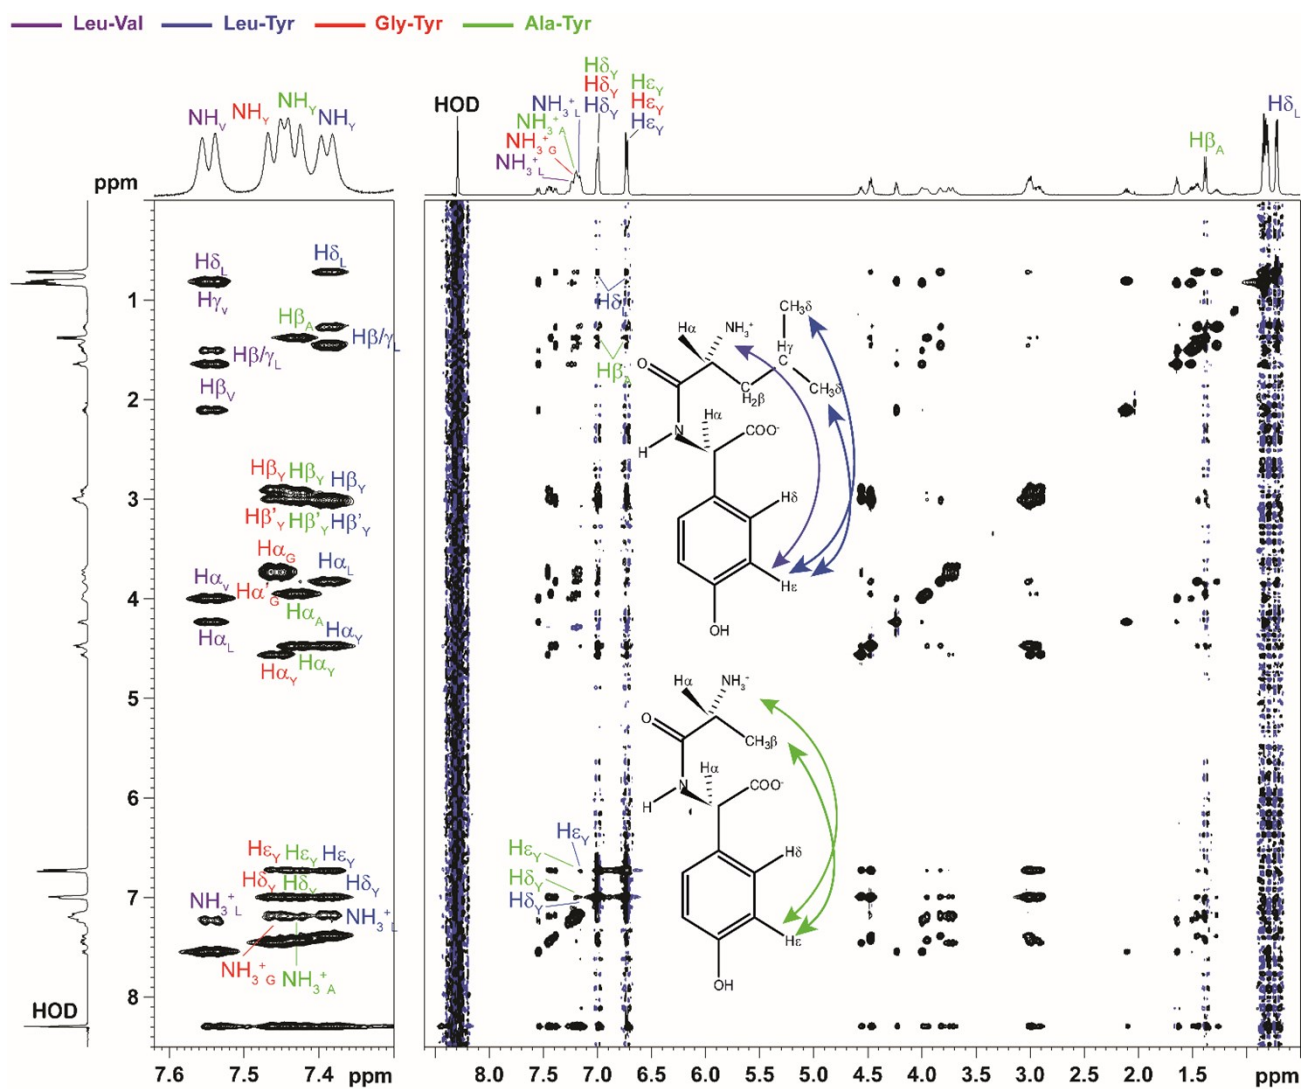 Leu-Val Leu-Tyr Gly-Tyr Ala-Tyr
NHV NHY NHY NHY
HOD
HδY
HδY
HδY
HεY
HεY
HεY
NH3+L
NH3+A
NH3+G
NH3+L
HδL
HβA
ppm
HδL HδL
Hγv
HβA
Hβ/γL Hβ/γL
HβV
HβY HβY HβY
Hβ'Y Hβ'Y Hβ'Y
HαG HαL
Hαv Hα'G
HαA
HαL HαY
HαY HαY
HεY HεY HεY
HδY HδY HδY
NH3+L NH3+L
NH3+G NH3+A
1
2
3
4
5
6
7
8
HOD
Hδ
HβA
CH3δ
Hα NH3+
Hγ
O
CH3δ
H2β
Hα
N COO-
H
Hδ
Hε
OH
Hα
O
CH3β
Hα
N COO-
H
Hδ
Hε
OH
HεY
HεY
HδY
HδY
7.6 7.5 7.4 ppm
8.0 7.0 6.5 6.0 5.5 5.0 4.5 4.0 3.5 3.0 2.5 2.0 1.5 ppm